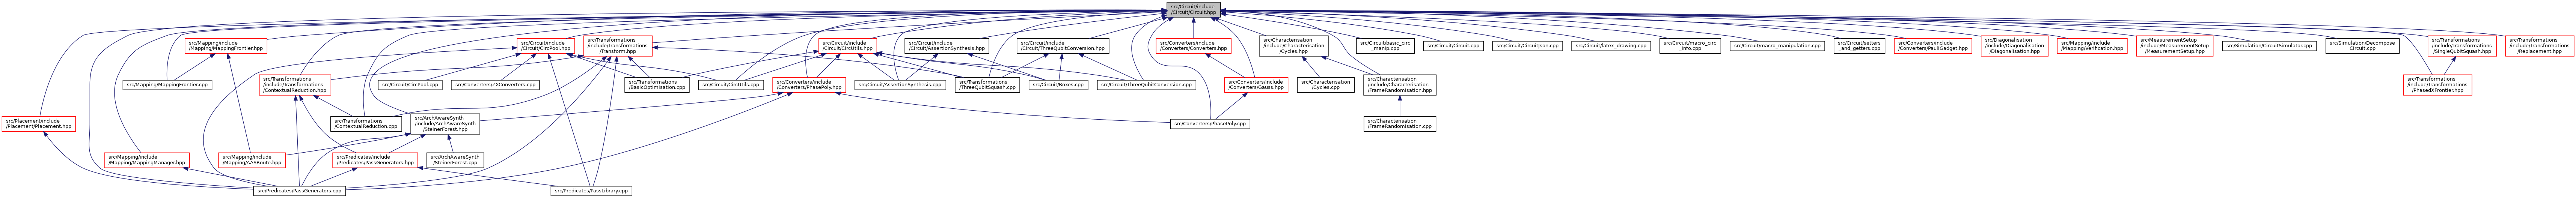 src/Circuit/include
/Circuit/Circuit.hpp
src/Mapping/include
/Mapping/MappingFrontier.hpp
src/Circuit/include
/Circuit/CircPool.hpp
src/Transformations
/include/Transformations
/Transform.hpp
src/Circuit/include
/Circuit/CircUtils.hpp
src/Circuit/include
/Circuit/AssertionSynthesis.hpp
src/Circuit/include
/Circuit/ThreeQubitConversion.hpp
src/Converters/include
/Converters/Converters.hpp
src/Characterisation
/include/Characterisation
/Cycles.hpp
src/Circuit/basic_circ
_manip.cpp
src/Circuit/Circuit.cpp
src/Circuit/CircuitJson.cpp
src/Circuit/latex_drawing.cpp
src/Circuit/macro_circ
_info.cpp
src/Circuit/macro_manipulation.cpp
src/Circuit/setters
_and_getters.cpp
src/Converters/include
/Converters/PauliGadget.hpp
src/Diagonalisation
/include/Diagonalisation
/Diagonalisation.hpp
src/Mapping/include
/Mapping/Verification.hpp
src/MeasurementSetup
/include/MeasurementSetup
/MeasurementSetup.hpp
src/Simulation/CircuitSimulator.cpp
src/Simulation/Decompose
Circuit.cpp
src/Transformations
/include/Transformations
/SingleQubitSquash.hpp
src/Transformations
/include/Transformations
/Replacement.hpp
src/Mapping/MappingFrontier.cpp
src/Transformations
/include/Transformations
/ContextualReduction.hpp
src/Circuit/CircPool.cpp
src/Converters/ZXConverters.cpp
src/Transformations
/BasicOptimisation.cpp
src/Circuit/CircUtils.cpp
src/Converters/include
/Converters/PhasePoly.hpp
src/Circuit/AssertionSynthesis.cpp
src/Transformations
/ThreeQubitSquash.cpp
src/Circuit/Boxes.cpp
src/Circuit/ThreeQubitConversion.cpp
src/Converters/include
/Converters/Gauss.hpp
src/Characterisation
/Cycles.cpp
src/Characterisation
/include/Characterisation
/FrameRandomisation.hpp
src/Transformations
/include/Transformations
/PhasedXFrontier.hpp
src/Placement/include
/Placement/Placement.hpp
src/Transformations
/ContextualReduction.cpp
src/ArchAwareSynth
/include/ArchAwareSynth
/SteinerForest.hpp
src/Converters/PhasePoly.cpp
src/Characterisation
/FrameRandomisation.cpp
src/Mapping/include
/Mapping/MappingManager.hpp
src/Mapping/include
/Mapping/AASRoute.hpp
src/Predicates/include
/Predicates/PassGenerators.hpp
src/ArchAwareSynth
/SteinerForest.cpp
src/Predicates/PassGenerators.cpp
src/Predicates/PassLibrary.cpp